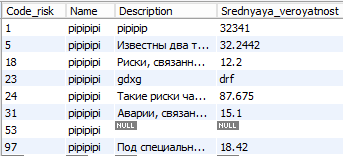 Code_risk Name Description Srednyaya_veroyatnost
1 pipipipi pipipip 32341
5 pipipipi Известны два т... 32.2442
18 pipipipi Риски, связанн... 12.2
23 pipipipi gdxg drf
24 pipipipi Такие риски ча... 87.675
31 pipipipi Аварии, связан... 15.1
53 pipipipi NULL NULL
97 pipipipi Под специальн... 18.42